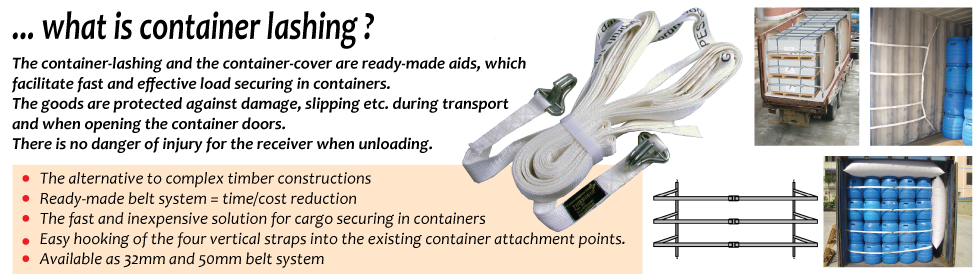 ... what is container lashing ?
The container-lashing and the container-cover are ready-made aids, which
facilitate fast and effective load securing in containers.
The goods are protected against damage, slipping etc. during transport
and when opening the container doors.
There is no danger of injury for the receiver when unloading.
• The alternative to complex timber constructions
• Ready-made belt system = time/cost reduction
• The fast and inexpensive solution for cargo securing in containers
• Easy hooking of the four vertical straps into the existing container attachment points.
• Available as 32mm and 50mm belt system